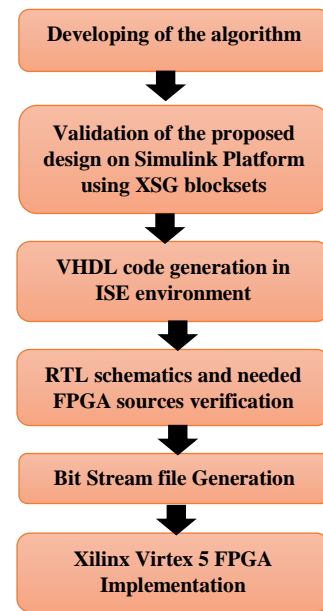 Developing of the algorithm
Validation of the proposed
design on Simulink Platform
using XSG blocksets
VHDL code generation in
ISE environment
RTL schematics and needed
FPGA sources verification
Bit Stream file Generation
Xilinx Virtex 5 FPGA
Implementation